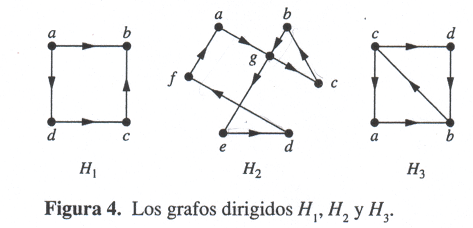 a b
d c
H₁
a b
g
f c
e d
H₂
c d
a b
H₃
Figura 4. Los grafos dirigidos H₁, H₂ y H₃.